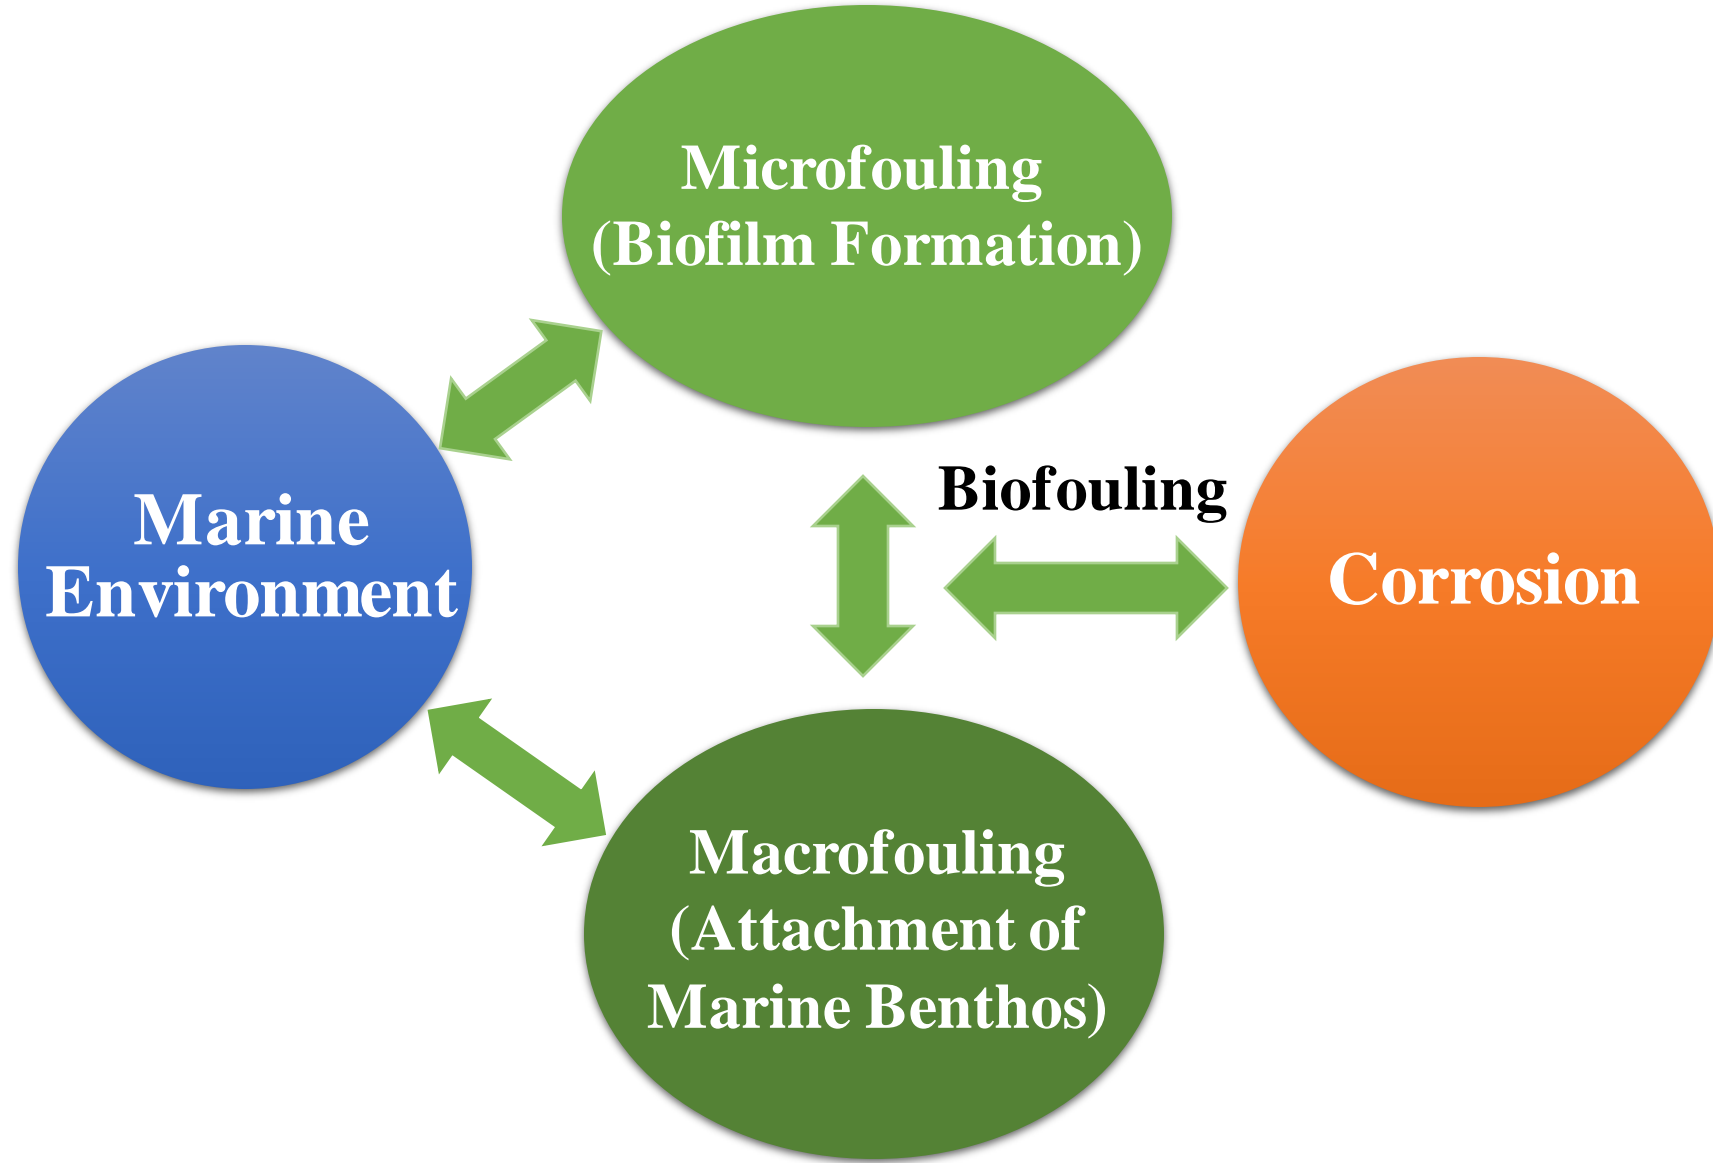 Microfouling
(Biofilm Formation)
Marine
Environment
Biofouling
Corrosion
Macrofouling
(Attachment of
Marine Benthos)